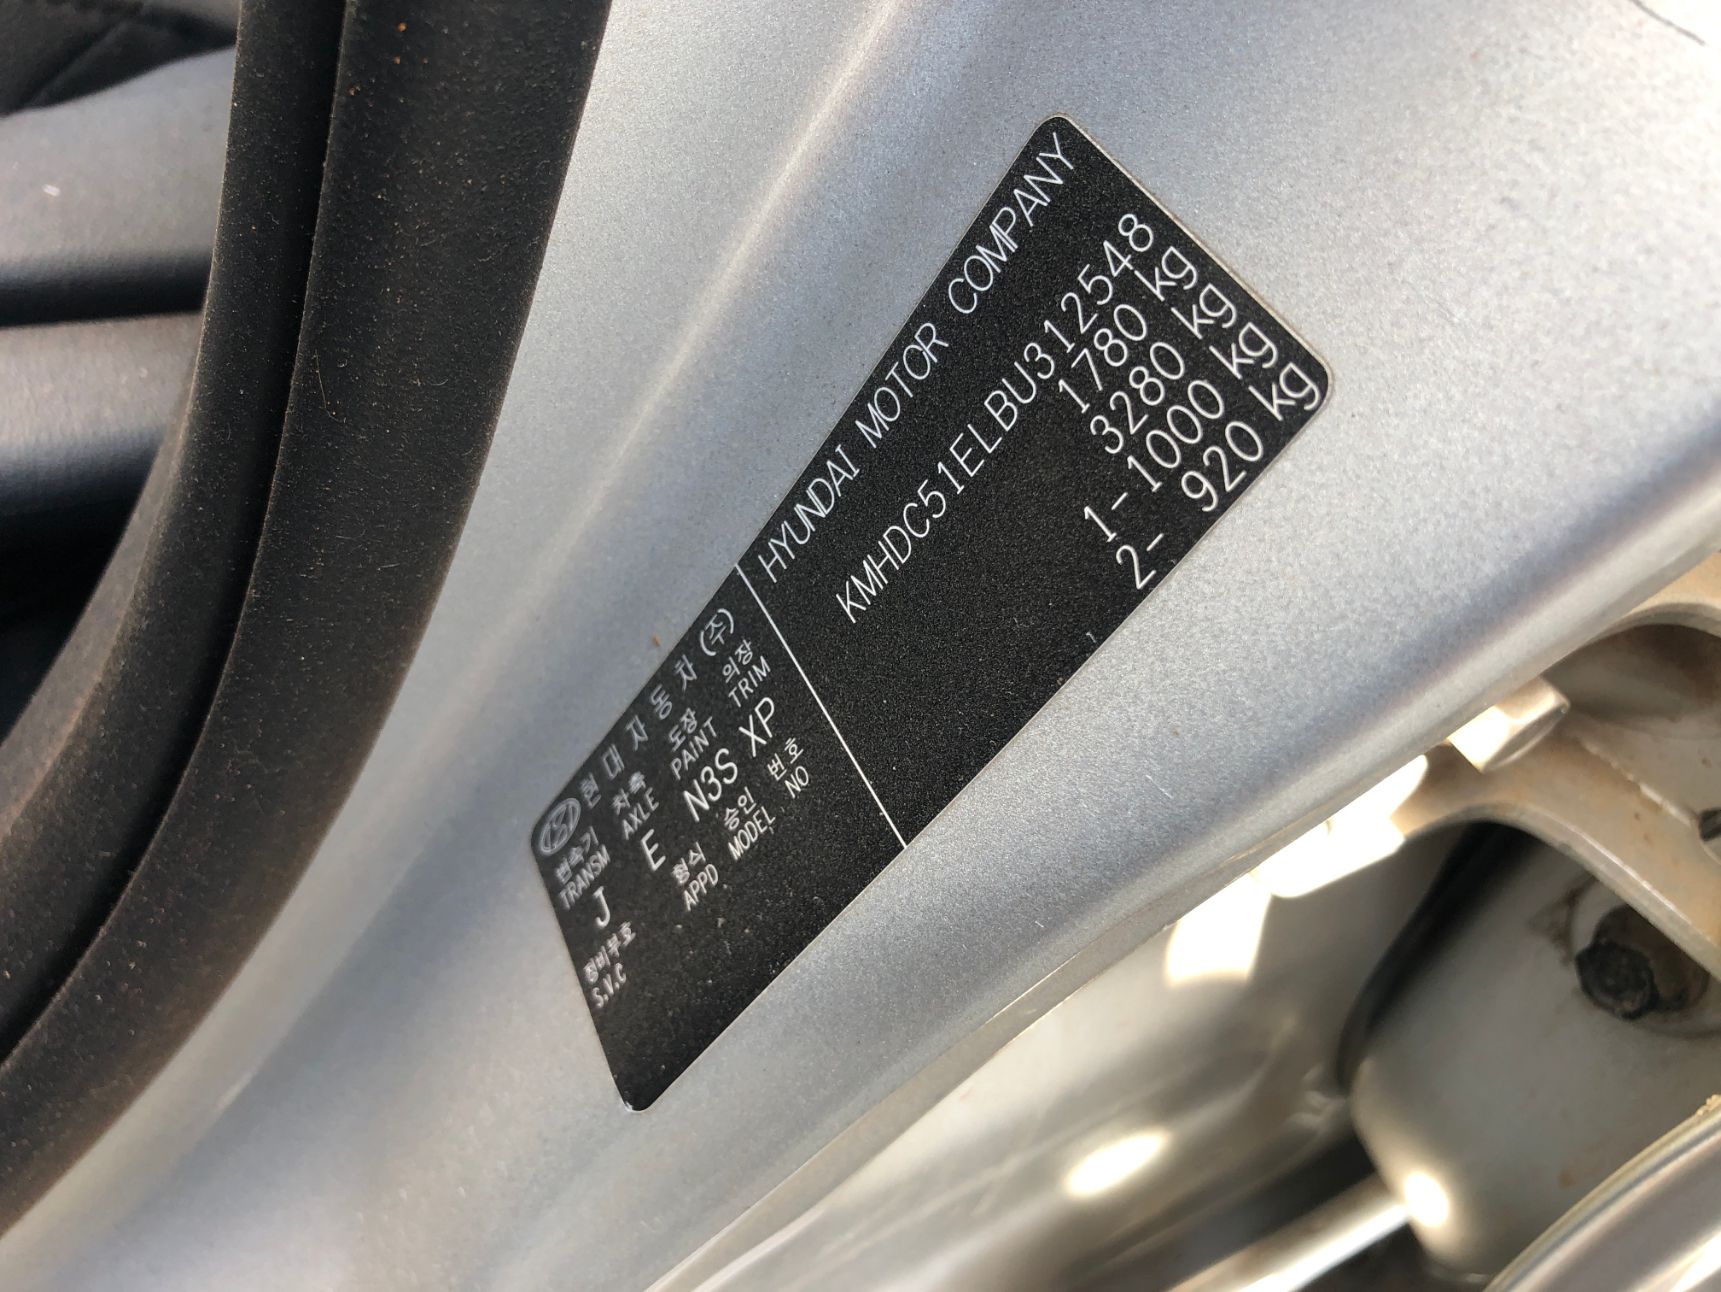 현대자동차(주)
HYUNDAI MOTOR COMPANY
변속기 차축 도장 의장
TRANSM AXLE PAINT TRIM
J E N3S XP
정비부호 형식 승인 번호
S.V.C APPD MODEL NO
KMHDC51ELBU312548
1780 kg
3280 kg
1- 1000 kg
2- 920 kg